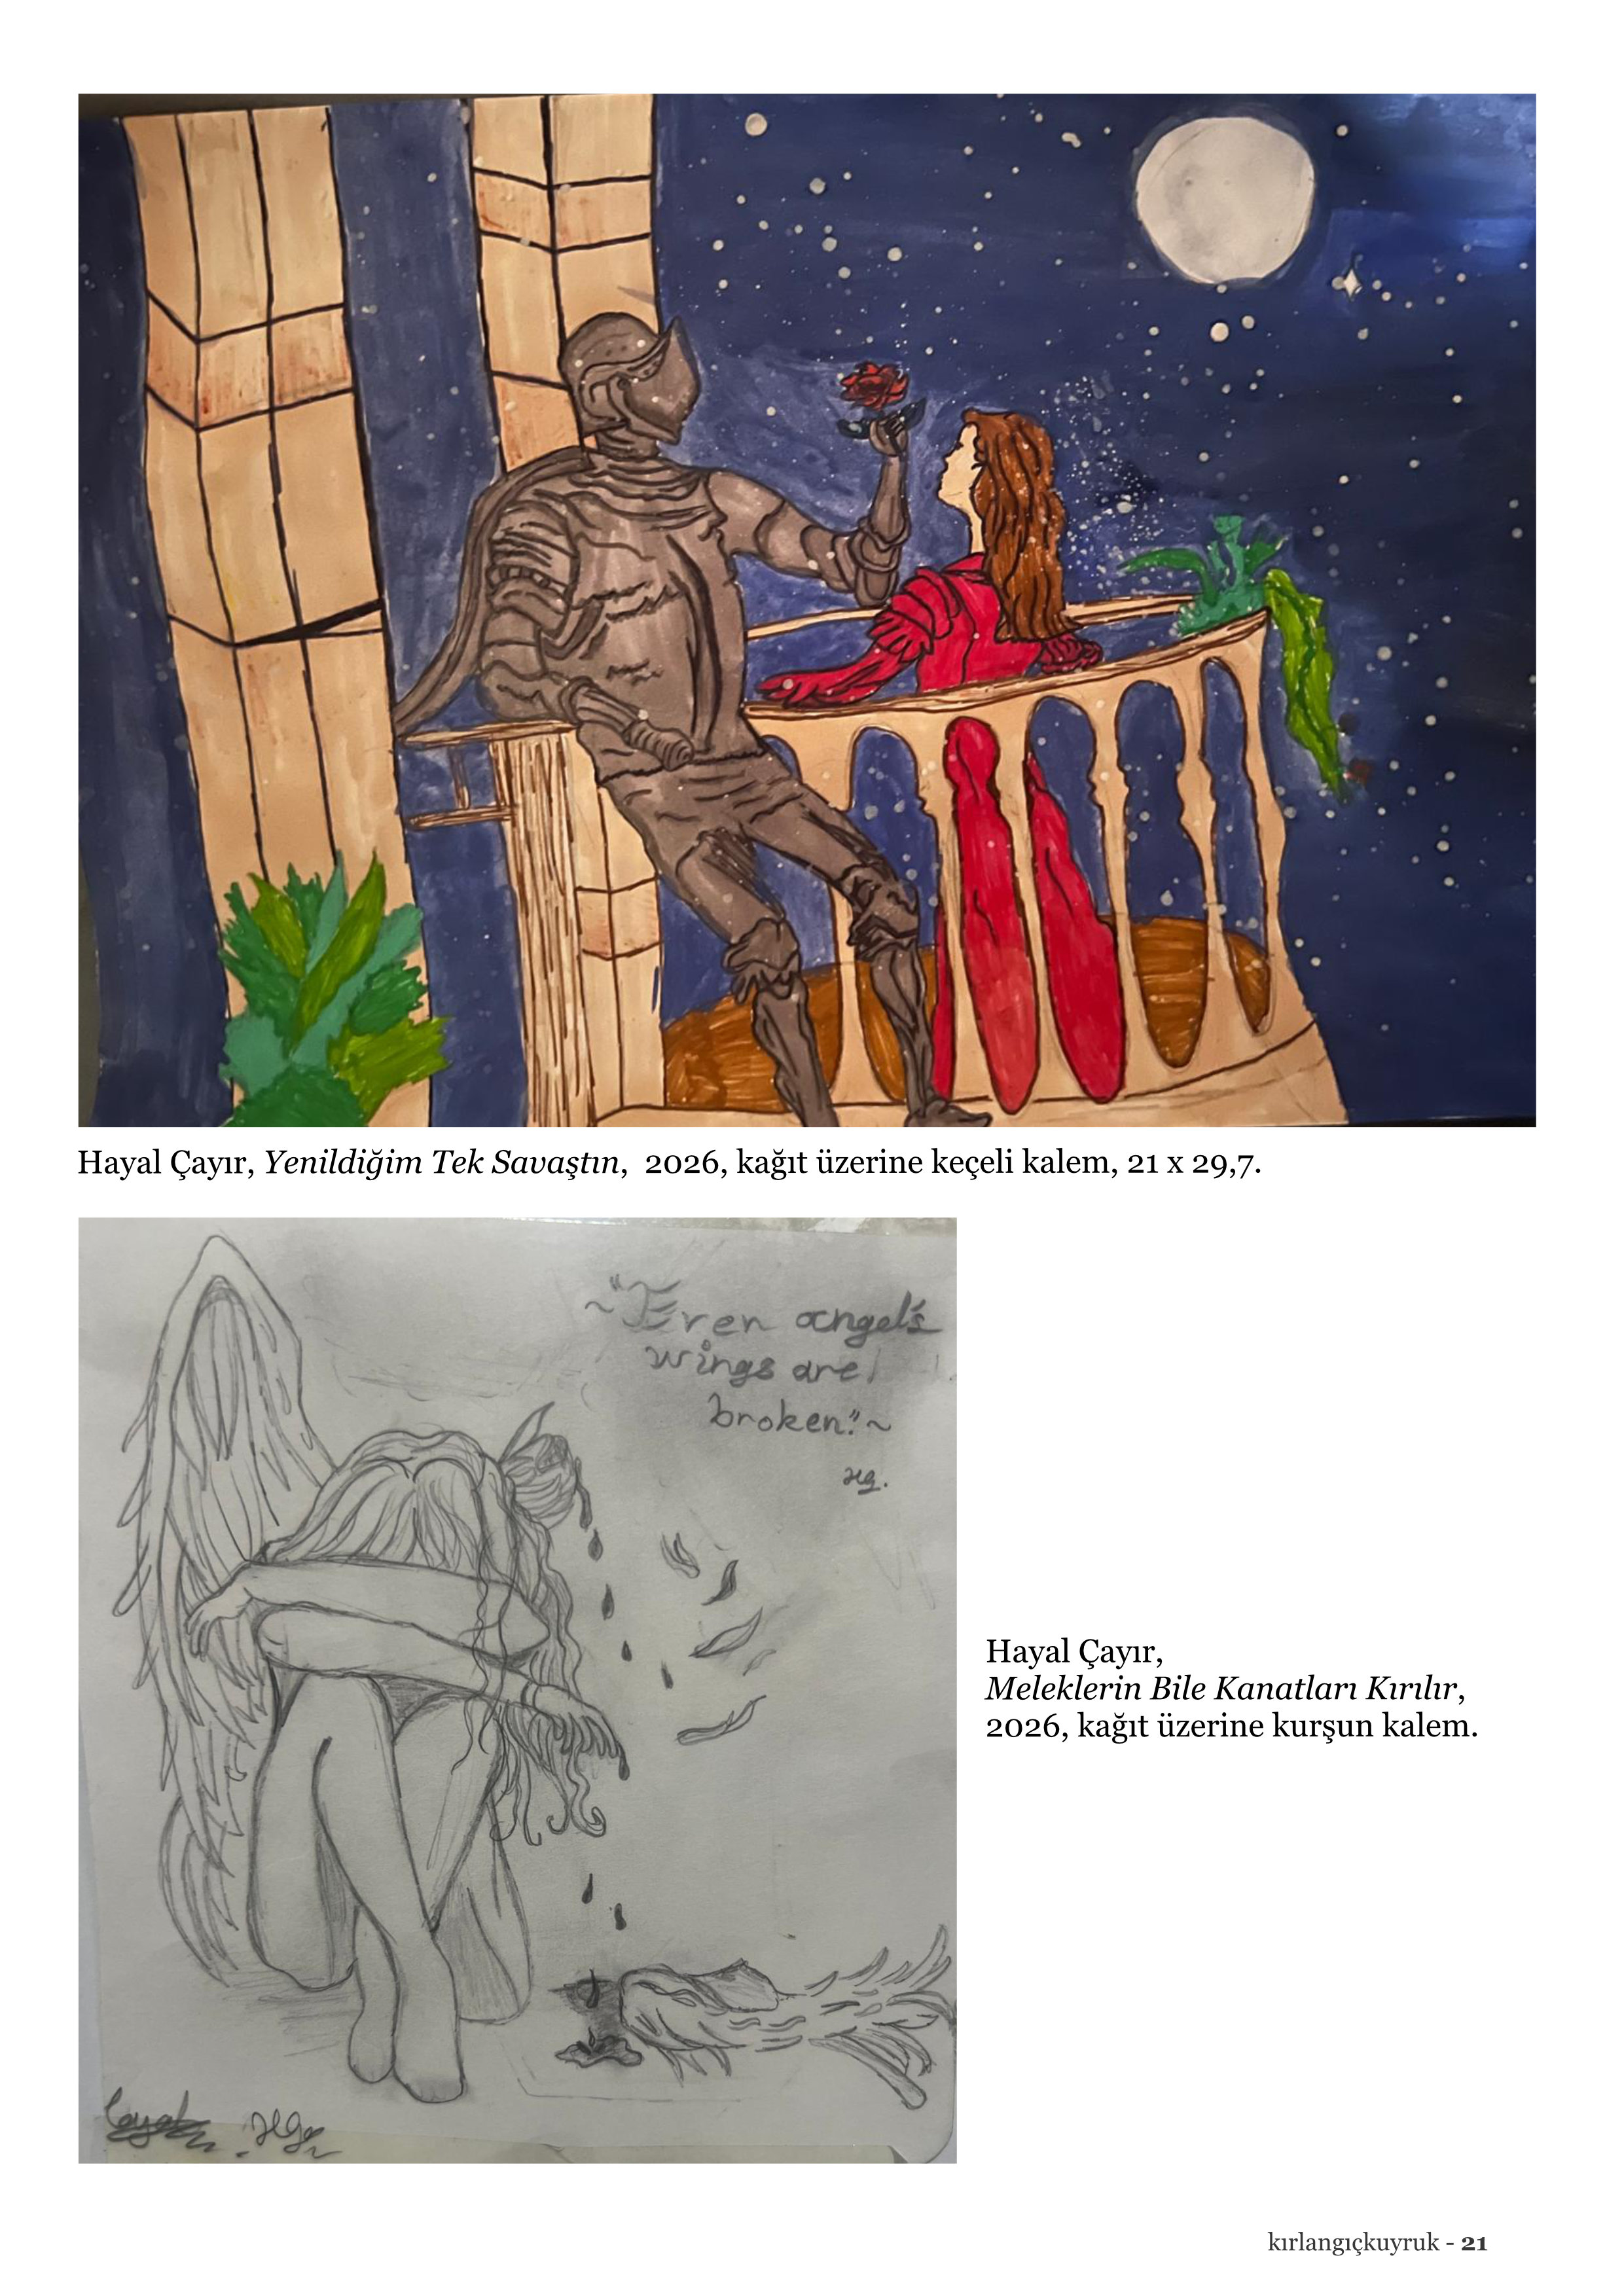 Hayal Çayır, Yenildiğim Tek Savaştın, 2026, kağıt üzerine keçeli kalem, 21 x 29,7.
~"Even angel's
wings are
broken."~
Hg.
Hayal Çayır,
Meleklerin Bile Kanatları Kırılır,
2026, kağıt üzerine kurşun kalem.
kırlangıçkuyruk - 21